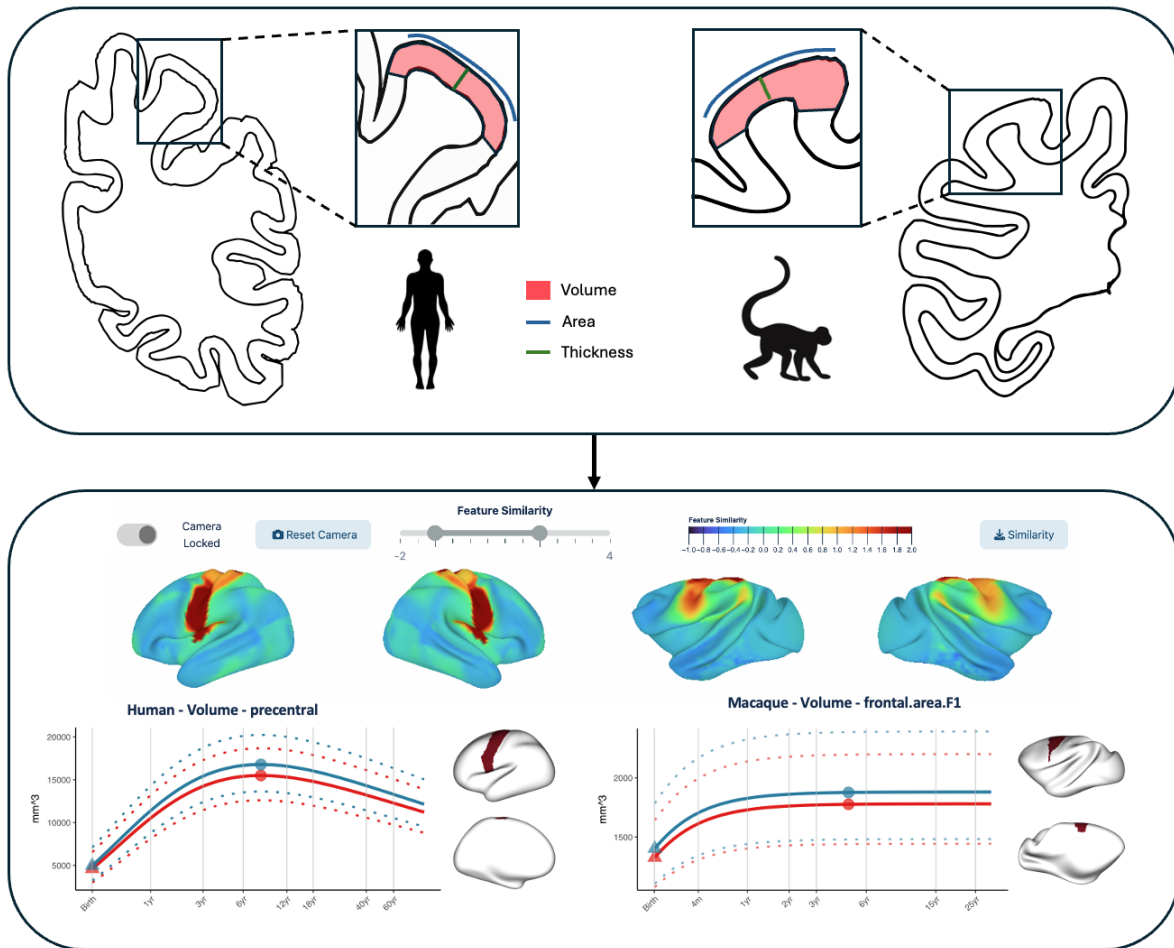 Volume
Area
Thickness
Camera
Locked
Reset Camera
Feature Similarity
-2
4
Feature Similarity
-1.0 -0.8 -0.6 -0.4 -0.2 0.0 0.2 0.4 0.6 0.8 1.0 1.2 1.4 1.6 1.8 2.0
Similarity
Human - Volume - precentral
20000
15000
10000
5000
mm^3
Birth
1yr
3yr
6yr
12yr
18yr
40yr
60yr
Macaque - Volume - frontal.area.F1
2000
1500
mm^3
Birth
4m
1yr
2yr
3yr
6yr
15yr
25yr